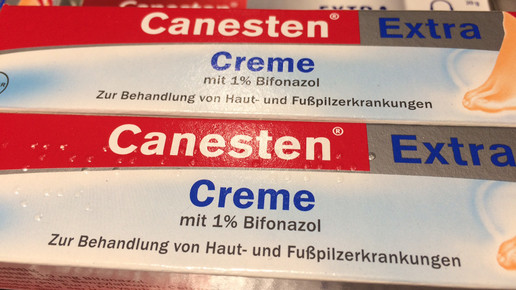 EXTRA
Canesten® Extra
Creme
mit 1% Bifonazol
Zur Behandlung von Haut- und Fußpilzerkrankungen
Canesten® Extra
Creme
mit 1% Bifonazol
Zur Behandlung von Haut- und Fußpilzerkrankungen